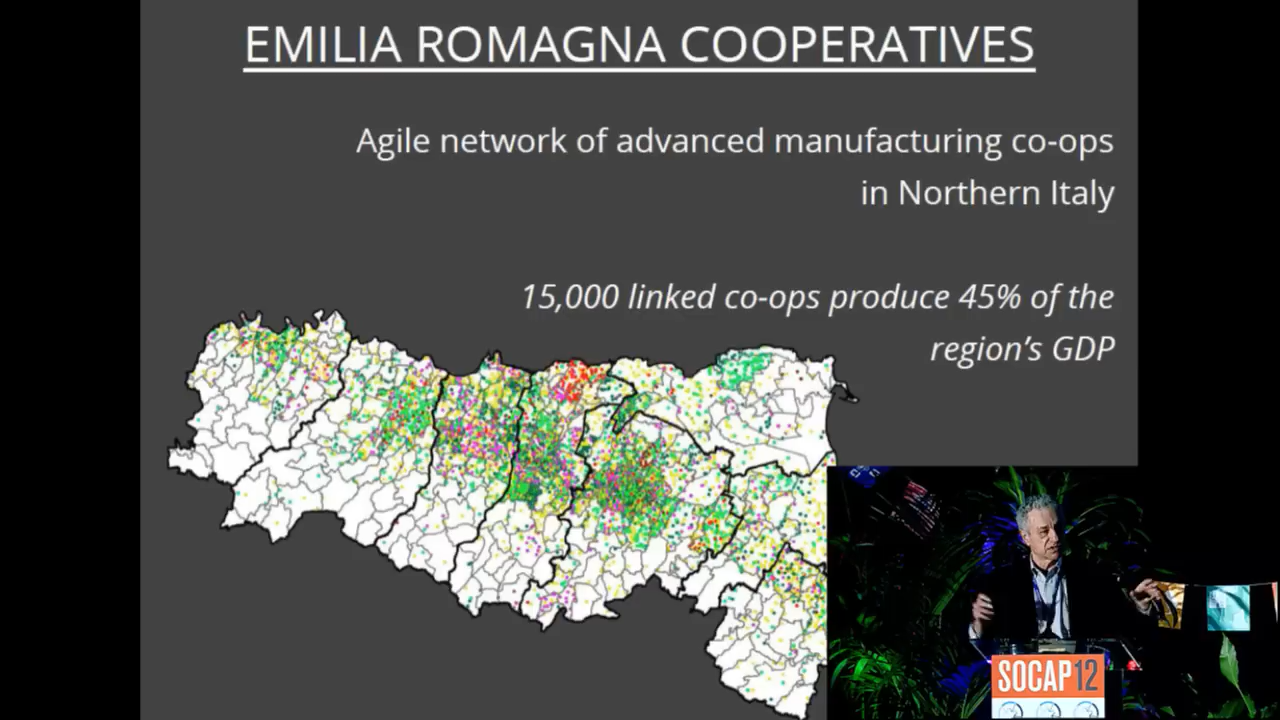 EMILIA ROMAGNA COOPERATIVES
Agile network of advanced manufacturing co-ops
in Northern Italy
15,000 linked co-ops produce 45% of the
region’s GDP
SOCAP12